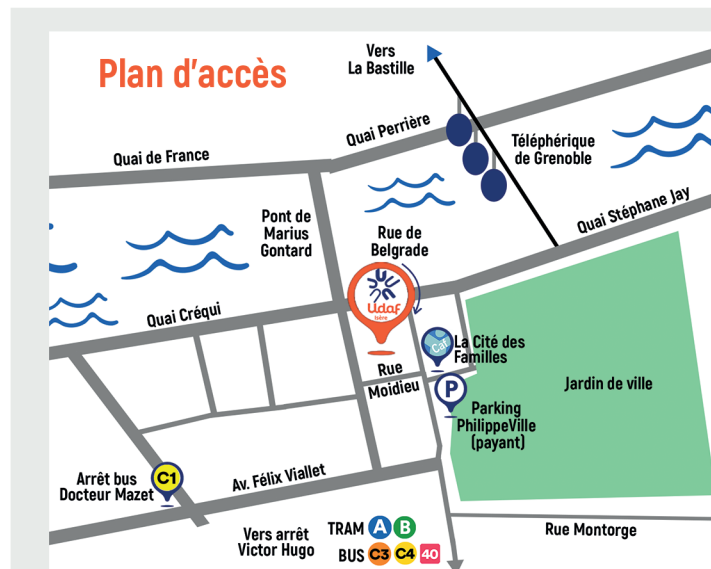 Plan d'accès
Vers
La Bastille
Quai Perrière
Téléphérique
de Grenoble
Quai de France
Quai Stéphane Jay
Pont de
Marius
Gontard
Rue de
Belgrade
Udaf
Isère
Quai Créqui
Caf
La Cité des
Familles
Rue
Moidieu
P
Jardin de ville
Parking
PhilippeVille
(payant)
Arrêt bus
Docteur Mazet
C1
Av. Félix Viallet
Vers arrêt
Victor Hugo
TRAM A B
BUS C3 C4 40
Rue Montorge